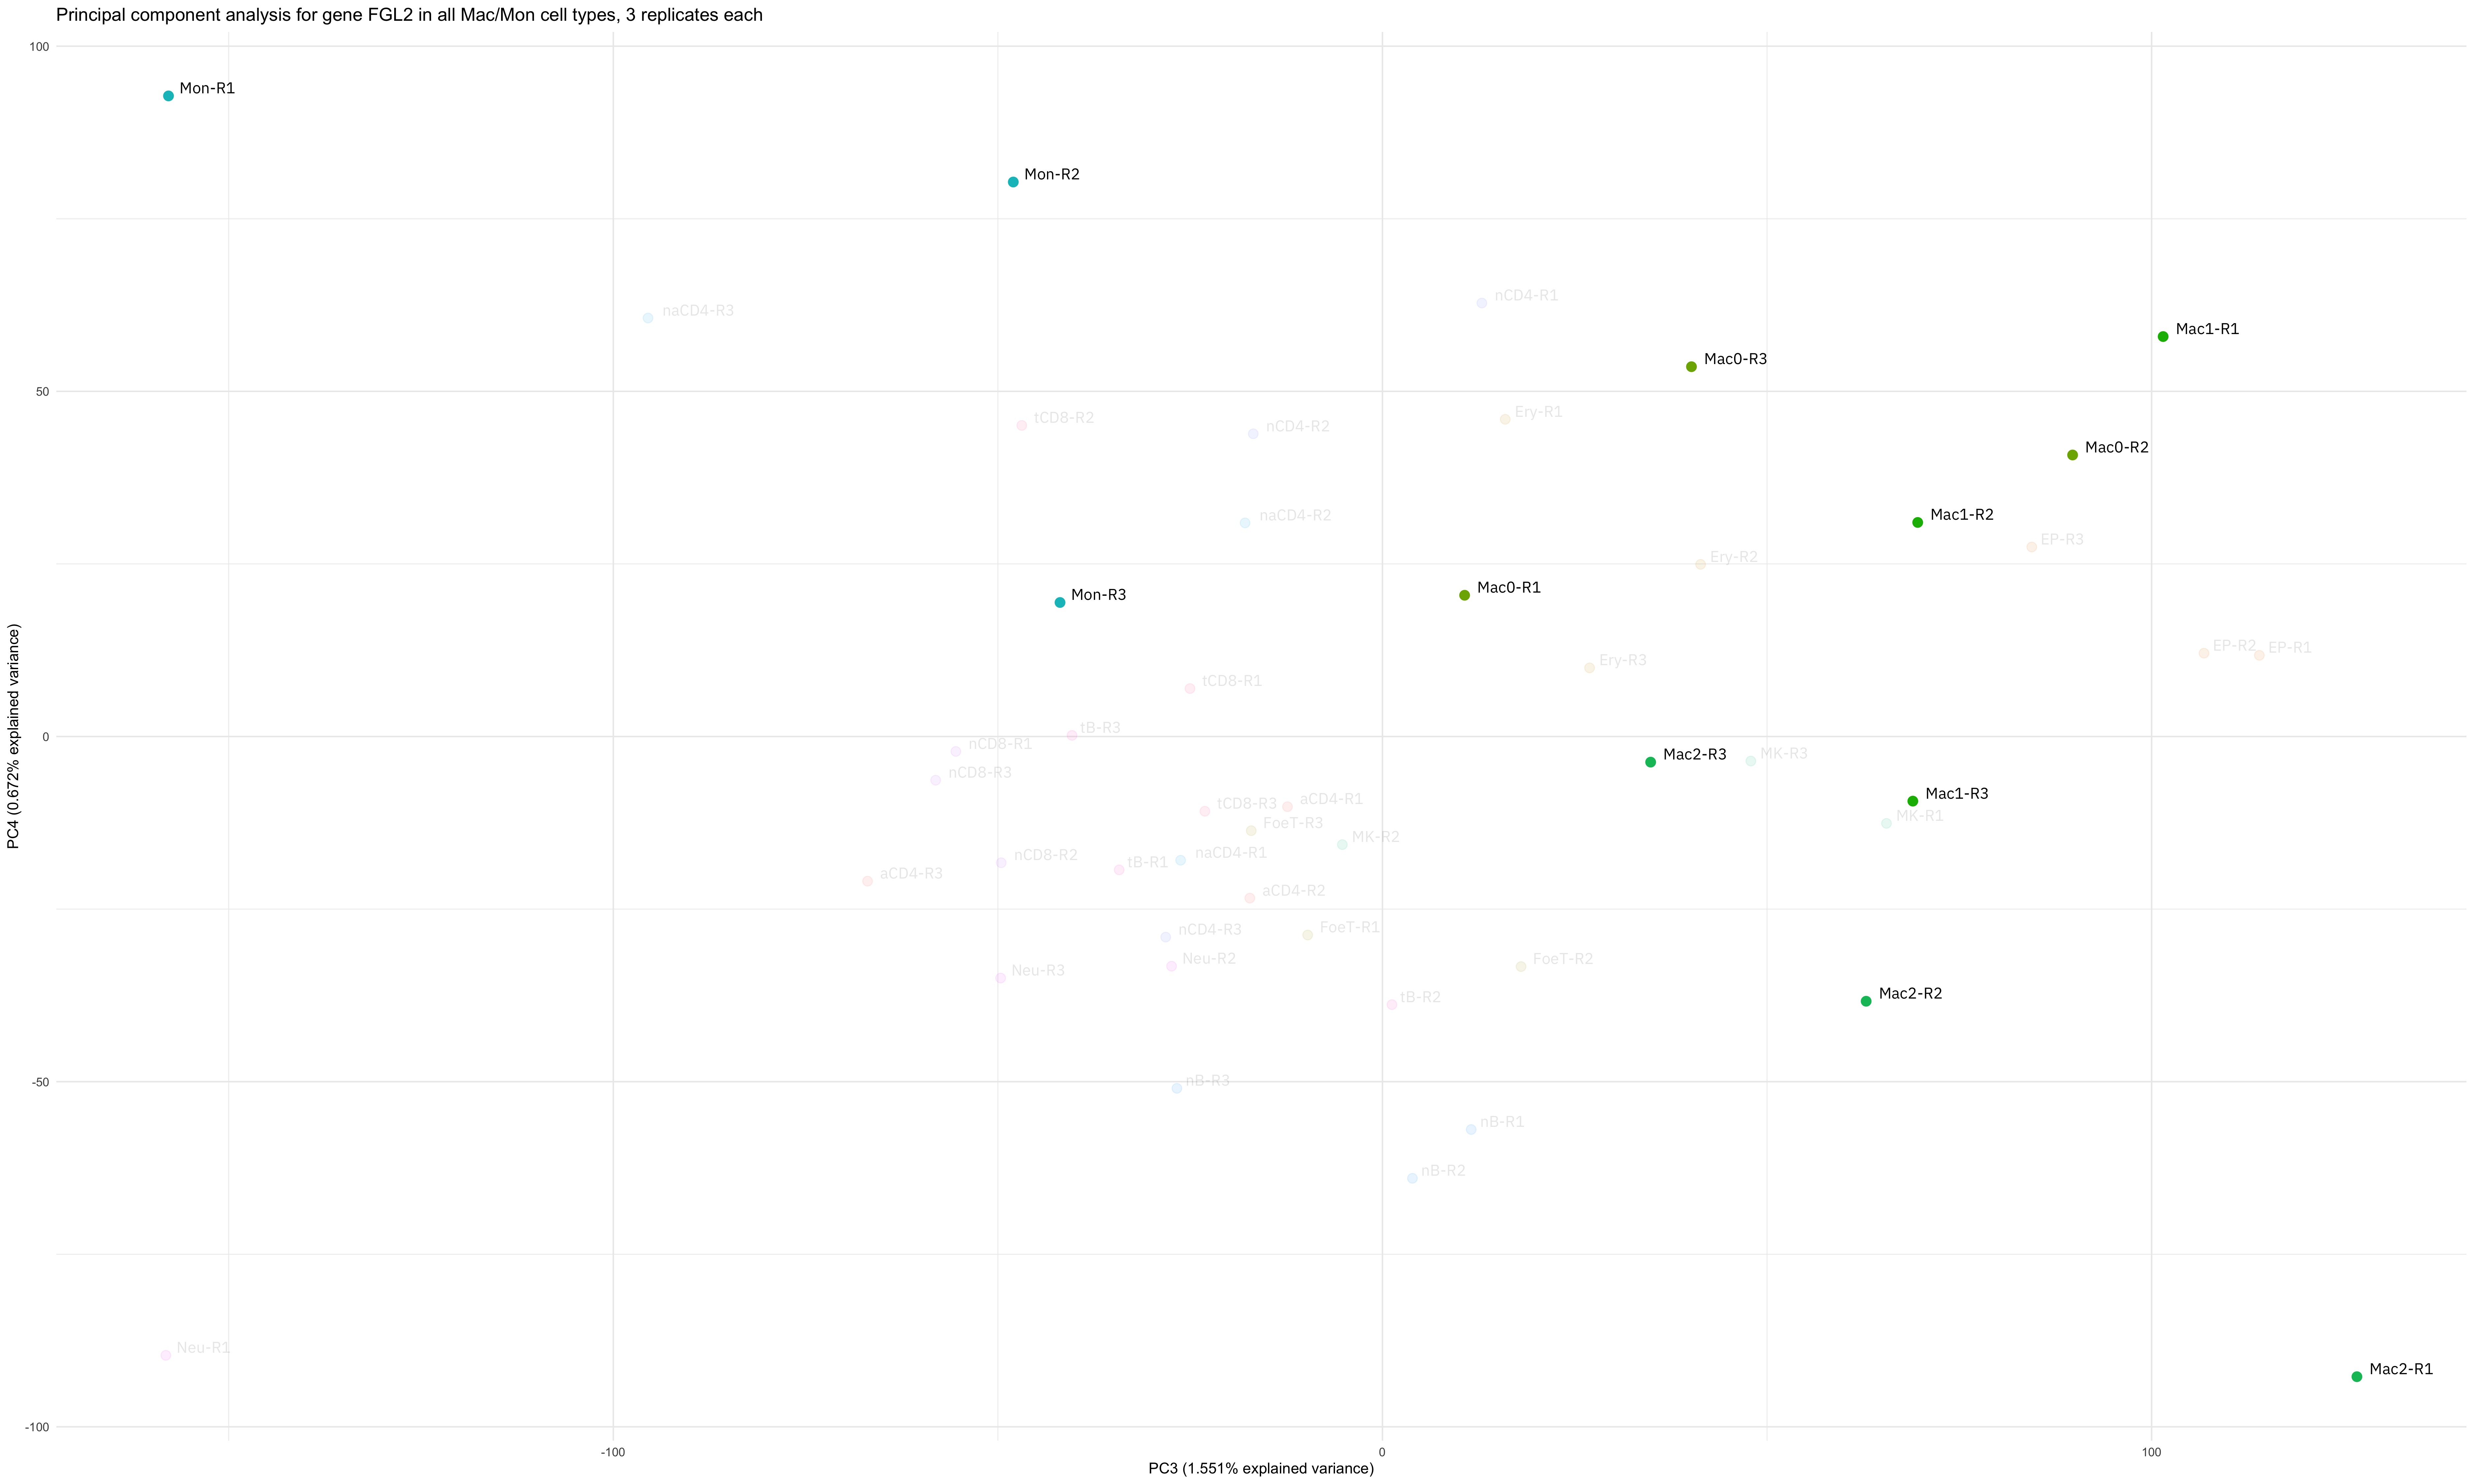 Principal component analysis for gene FGL2 in all Mac/Mon cell types, 3 replicates each
100
Mon-R1
Mon-R2
naCD4-R3
nCD4-R1
Mac1-R1
Mac0-R3
50
tCD8-R2
nCD4-R2
Ery-R1
Mac0-R2
naCD4-R2
Mac1-R2
EP-R3
Ery-R2
Mon-R3
Mac0-R1
EP-R2
EP-R1
Ery-R3
tCD8-R1
tB-R3
0
nCD8-R1
Mac2-R3
MK-R3
nCD8-R3
Mac1-R3
tCD8-R3
aCD4-R1
MK-R1
FoeT-R3
MK-R2
nCD8-R2
tB-R1
naCD4-R1
aCD4-R3
aCD4-R2
nCD4-R3
FoeT-R1
Neu-R2
FoeT-R2
Neu-R3
Mac2-R2
tB-R2
-50
nB-R3
nB-R1
nB-R2
Neu-R1
Mac2-R1
-100
PC4 (0.672% explained variance)
-100
0
100
PC3 (1.551% explained variance)